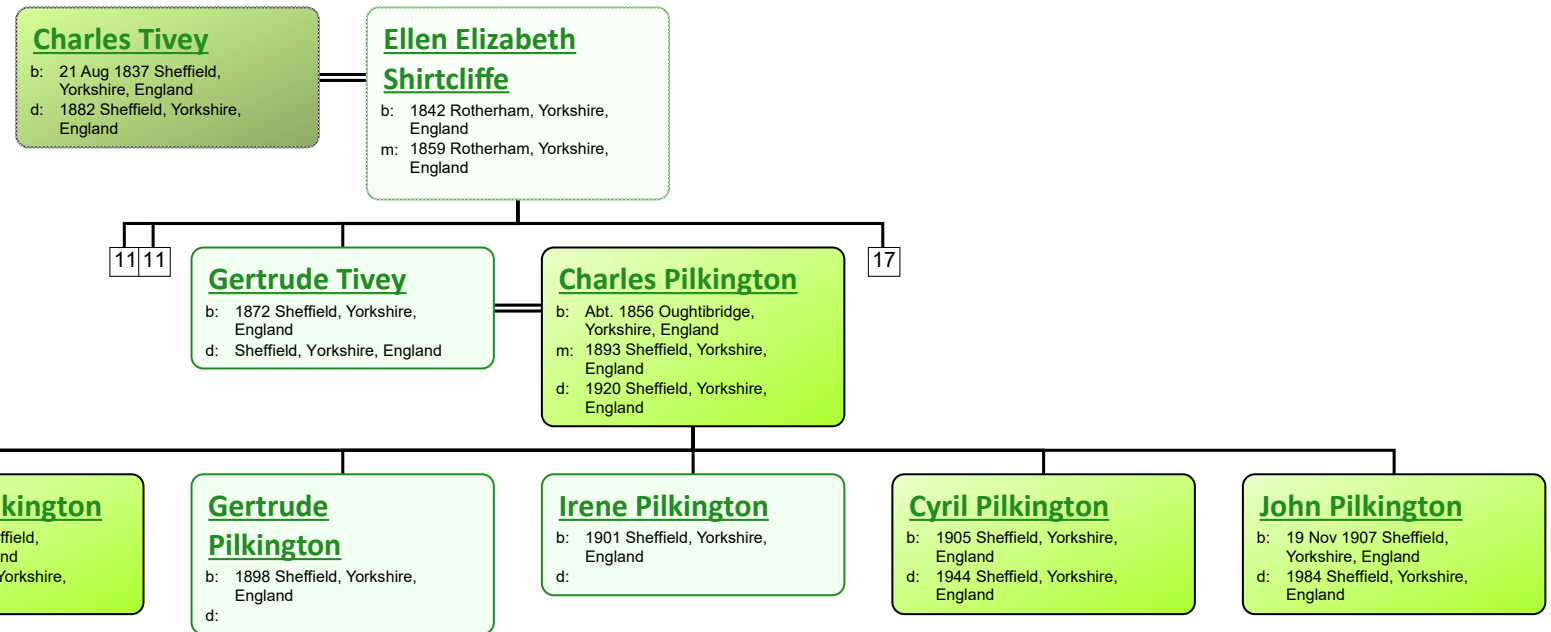 Charles Tivey
b: 21 Aug 1837 Sheffield,
Yorkshire, England
d: 1882 Sheffield, Yorkshire,
England
Ellen Elizabeth
Shirtcliffe
b: 1842 Rotherham, Yorkshire,
England
m: 1859 Rotherham, Yorkshire,
England
11 11
Gertrude Tivey
b: 1872 Sheffield, Yorkshire,
England
d: Sheffield, Yorkshire, England
Charles Pilkington
b: Abt. 1856 Oughtibridge,
Yorkshire, England
m: 1893 Sheffield, Yorkshire,
England
d: 1920 Sheffield, Yorkshire,
England
17
kington
ffield,
nd
Yorkshire,
Gertrude
Pilkington
b: 1898 Sheffield, Yorkshire,
England
d:
Irene Pilkington
b: 1901 Sheffield, Yorkshire,
England
d:
Cyril Pilkington
b: 1905 Sheffield, Yorkshire,
England
d: 1944 Sheffield, Yorkshire,
England
John Pilkington
b: 19 Nov 1907 Sheffield,
Yorkshire, England
d: 1984 Sheffield, Yorkshire,
England